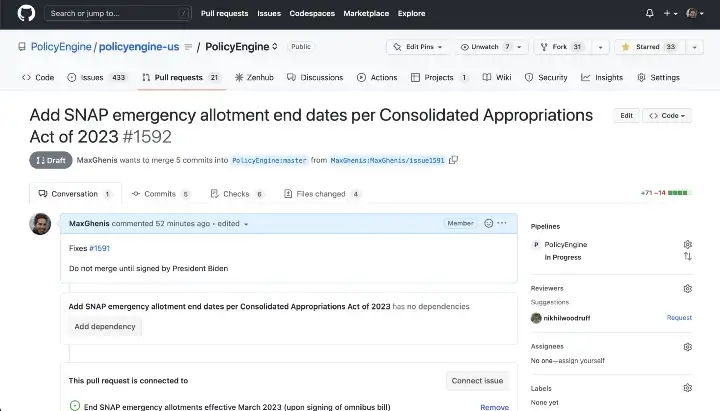 Search or jump to... /
Pull requests Issues Codespaces Marketplace Explore
PolicyEngine / policyengine-us / PolicyEngine Public
Edit Pins Unwatch 7 Fork 31 Starred 33
Code Issues 433 Pull requests 21 Zenhub Discussions Actions Projects 1 Wiki Security Insights Settings
Add SNAP emergency allotment end dates per Consolidated Appropriations
Act of 2023 #1592
Edit Code
Draft MaxGhenis wants to merge 5 commits into PolicyEngine:master from MaxGhenis:MaxGhenis/issue1591
Conversation 1 Commits 5 Checks 6 Files changed 4 +71 −14
MaxGhenis commented 52 minutes ago • edited Member
Fixes #1591
Do not merge until signed by President Biden
Add SNAP emergency allotment end dates per Consolidated Appropriations Act of 2023 has no dependencies
Add dependency
This pull request is connected to Connect issue
End SNAP emergency allotments effective March 2023 (upon signing of omnibus bill) Remove
Pipelines
P PolicyEngine
In Progress
Reviewers
Suggestions
nikhilwoodruff Request
Assignees
No one—assign yourself
Labels
None yet